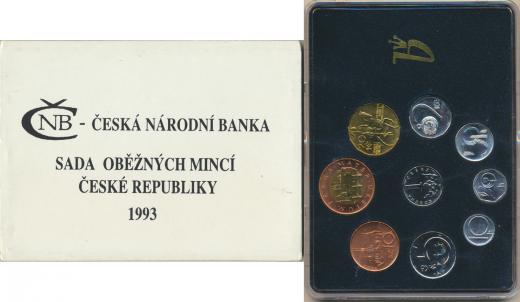 ČNB - ČESKÁ NÁRODNÍ BANKA
SADA OBĚŽNÝCH MINCÍ
ČESKÉ REPUBLIKY
1993